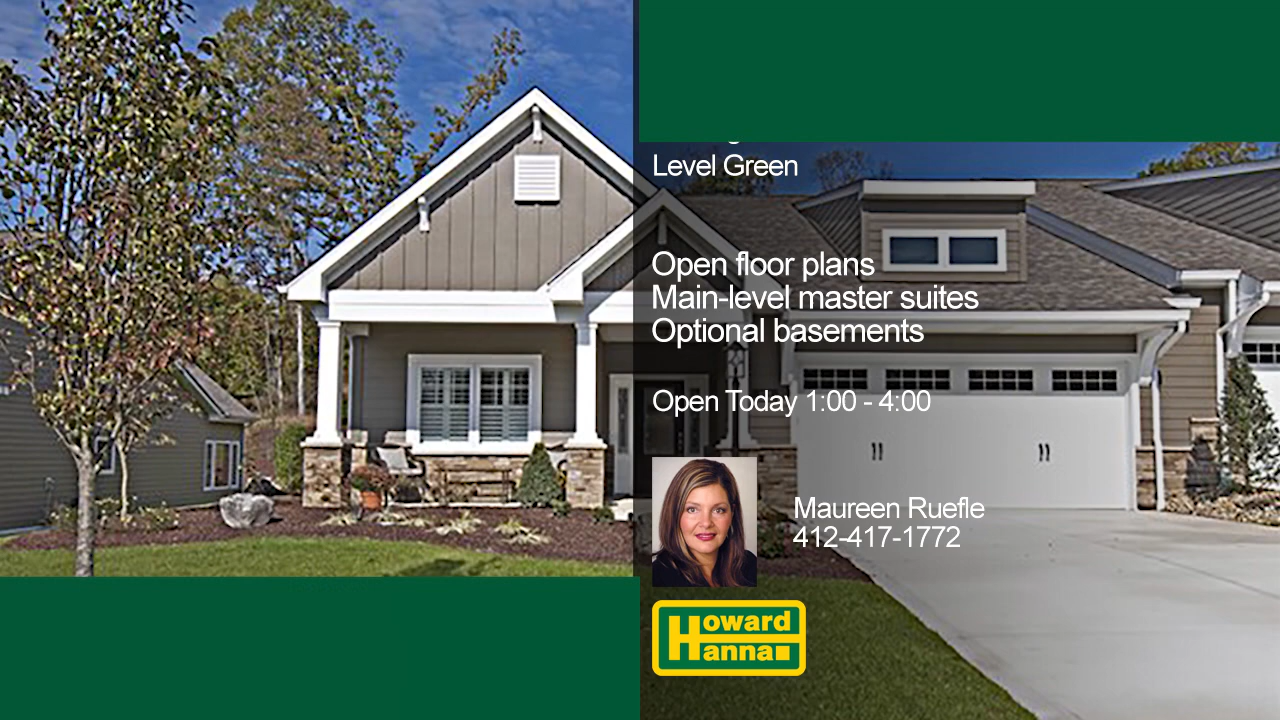 Level Green
Open floor plans
Main-level master suites
Optional basements
Open Today 1:00 - 4:00
Maureen Ruefle
412-417-1772
Howard
Hanna